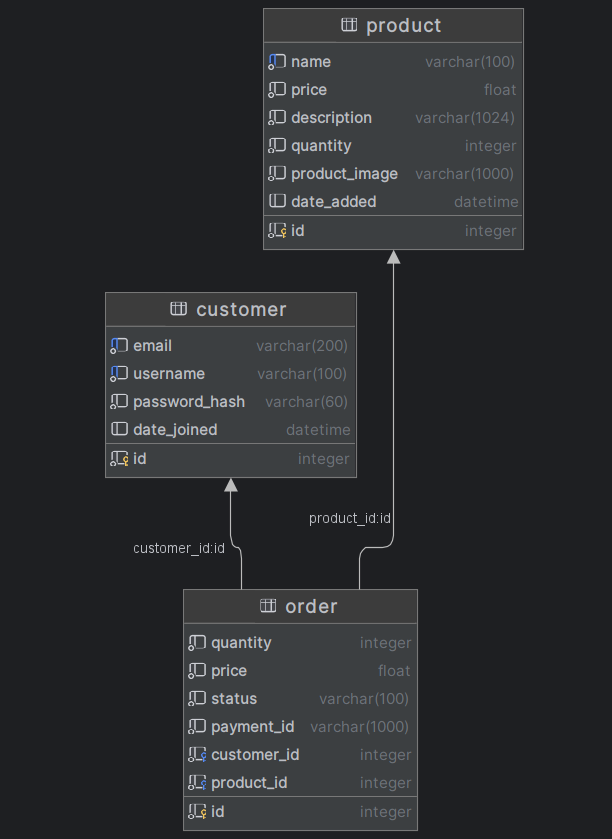 product
name varchar(100)
price float
description varchar(1024)
quantity integer
product_image varchar(1000)
date_added datetime
id integer
customer
email varchar(200)
username varchar(100)
password_hash varchar(60)
date_joined datetime
id integer
product_id:id
customer_id:id
order
quantity integer
price float
status varchar(100)
payment_id varchar(1000)
customer_id integer
product_id integer
id integer